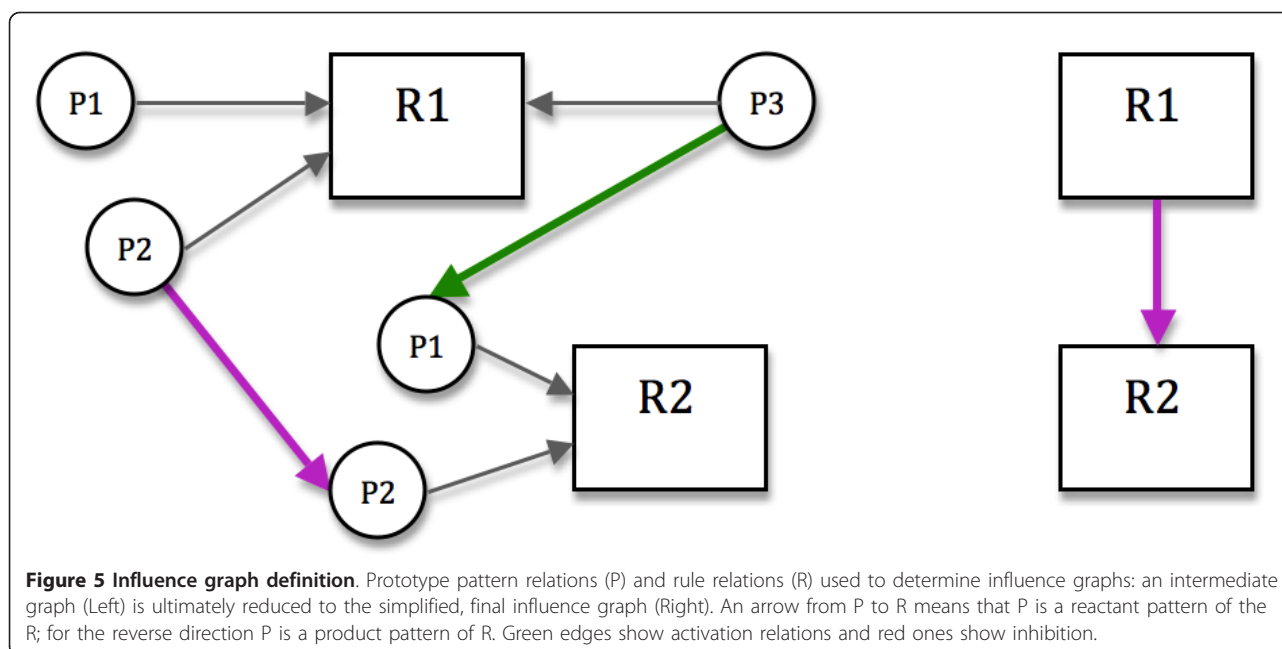 P1
R1
P3
R1
P2
P1
R2
R2
P2
Figure 5 Influence graph definition. Prototype pattern relations (P) and rule relations (R) used to determine influence graphs: an intermediate
graph (Left) is ultimately reduced to the simplified, final influence graph (Right). An arrow from P to R means that P is a reactant pattern of the
R; for the reverse direction P is a product pattern of R. Green edges show activation relations and red ones show inhibition.